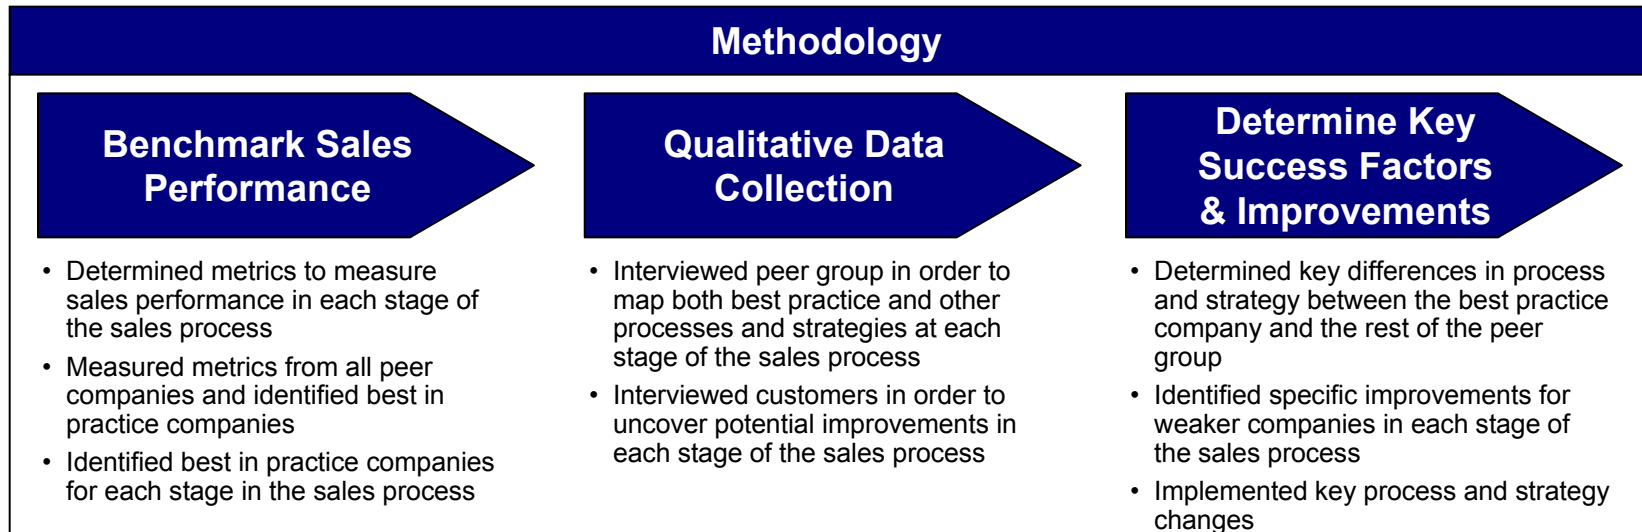 Methodology
Benchmark Sales
Performance
• Determined metrics to measure
sales performance in each stage of
the sales process
• Measured metrics from all peer
companies and identified best in
practice companies
• Identified best in practice companies
for each stage in the sales process
Qualitative Data
Collection
• Interviewed peer group in order to
map both best practice and other
processes and strategies at each
stage of the sales process
• Interviewed customers in order to
uncover potential improvements in
each stage of the sales process
Determine Key
Success Factors
& Improvements
• Determined key differences in process
and strategy between the best practice
company and the rest of the peer
group
• Identified specific improvements for
weaker companies in each stage of
the sales process
• Implemented key process and strategy
changes